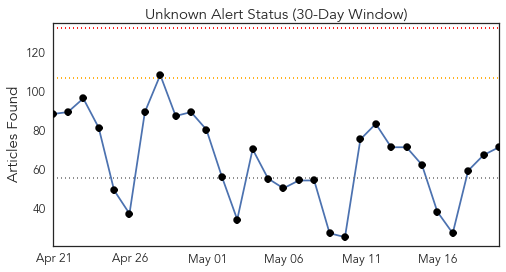 Unknown Alert Status (30-Day Window)
Articles Found
120
100
80
60
40
Apr 21
Apr 26
May 01
May 06
May 11
May 16